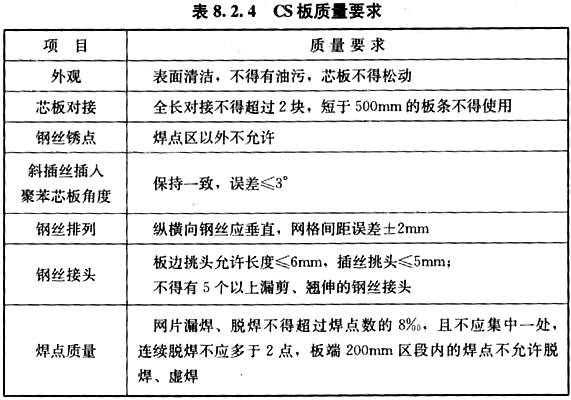 表 8.2.4 CS 板质量要求
项 目 质 量 要 求
外观 表面清洁，不得有油污，芯板不得松动
芯板对接 全长对接不得超过 2 块，短于 500mm 的板条不得使用
钢丝锈点 焊点区以外不允许
斜插丝插入
聚苯芯板角度
保持一致，误差≤3°
钢丝排列 纵横向钢丝应垂直，网格间距误差±2mm
钢丝接头
板边挑头允许长度≤6mm，插丝挑头≤5mm；
不得有 5 个以上漏剪、翘伸的钢丝接头
焊点质量
网片漏焊、脱焊不得超过焊点数的 8‰，且不应集中一处，
连续脱焊不应多于 2 点，板端 200mm 区段内的焊点不允许脱
焊、虚焊